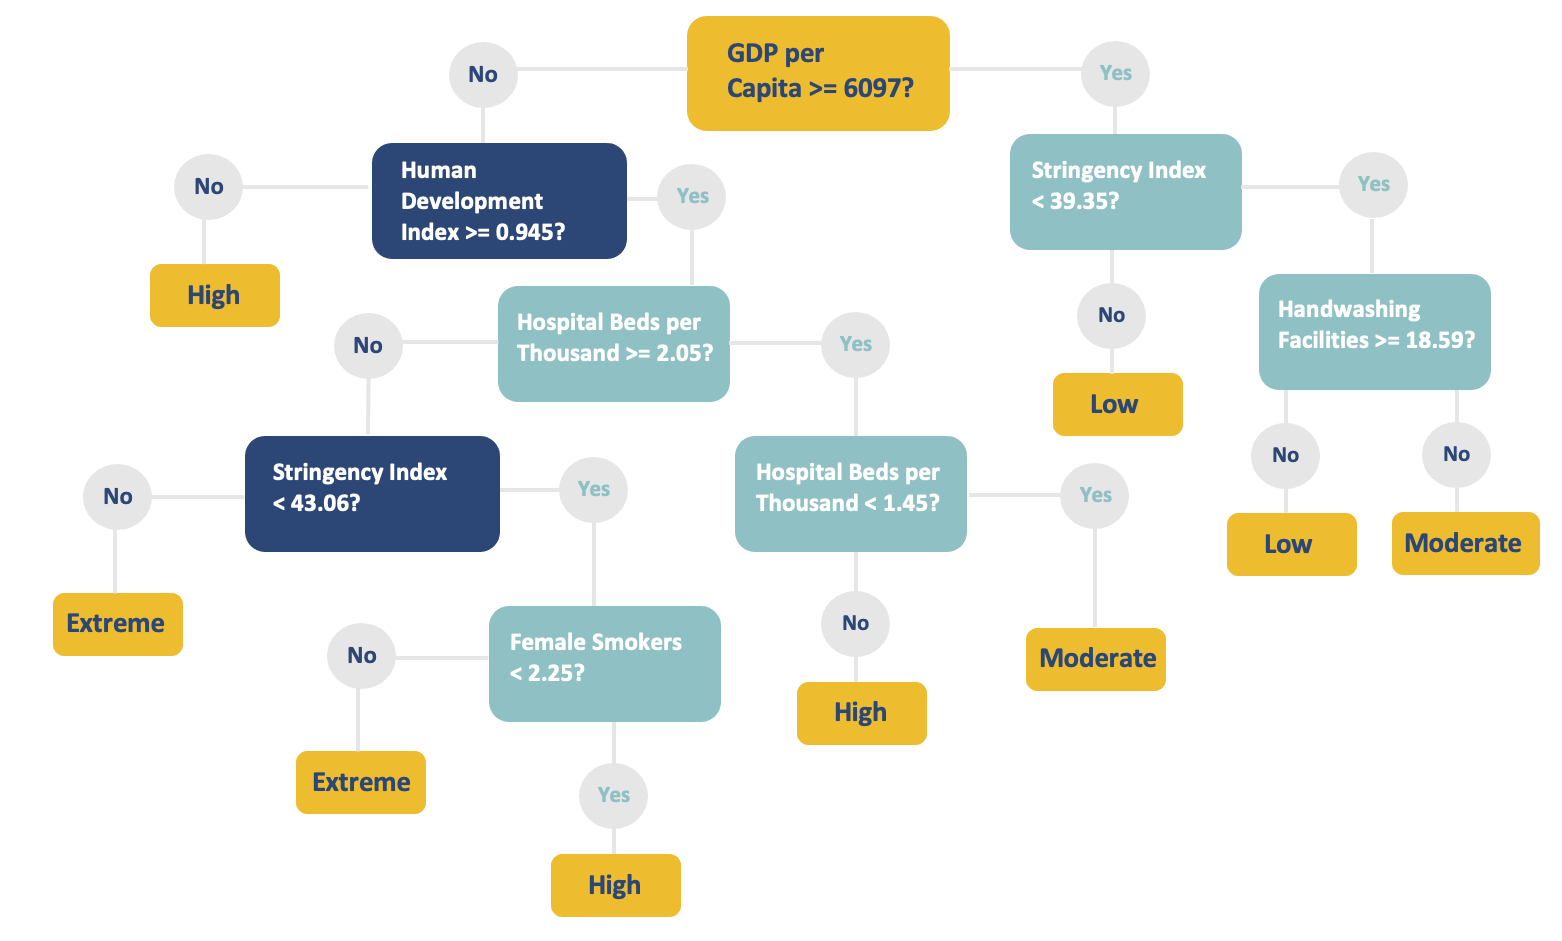 GDP per
Capita >= 6097?
No
Yes
Human
Development
Index >= 0.945?
No
Yes
High
Stringency Index
< 39.35?
Yes
No
Low
Handwashing
Facilities >= 18.59?
No
No
Low
Moderate
Hospital Beds per
Thousand >= 2.05?
No
Yes
Stringency Index
< 43.06?
No
Yes
Extreme
Hospital Beds per
Thousand < 1.45?
Yes
No
High
Moderate
Female Smokers
< 2.25?
No
Extreme
Yes
High